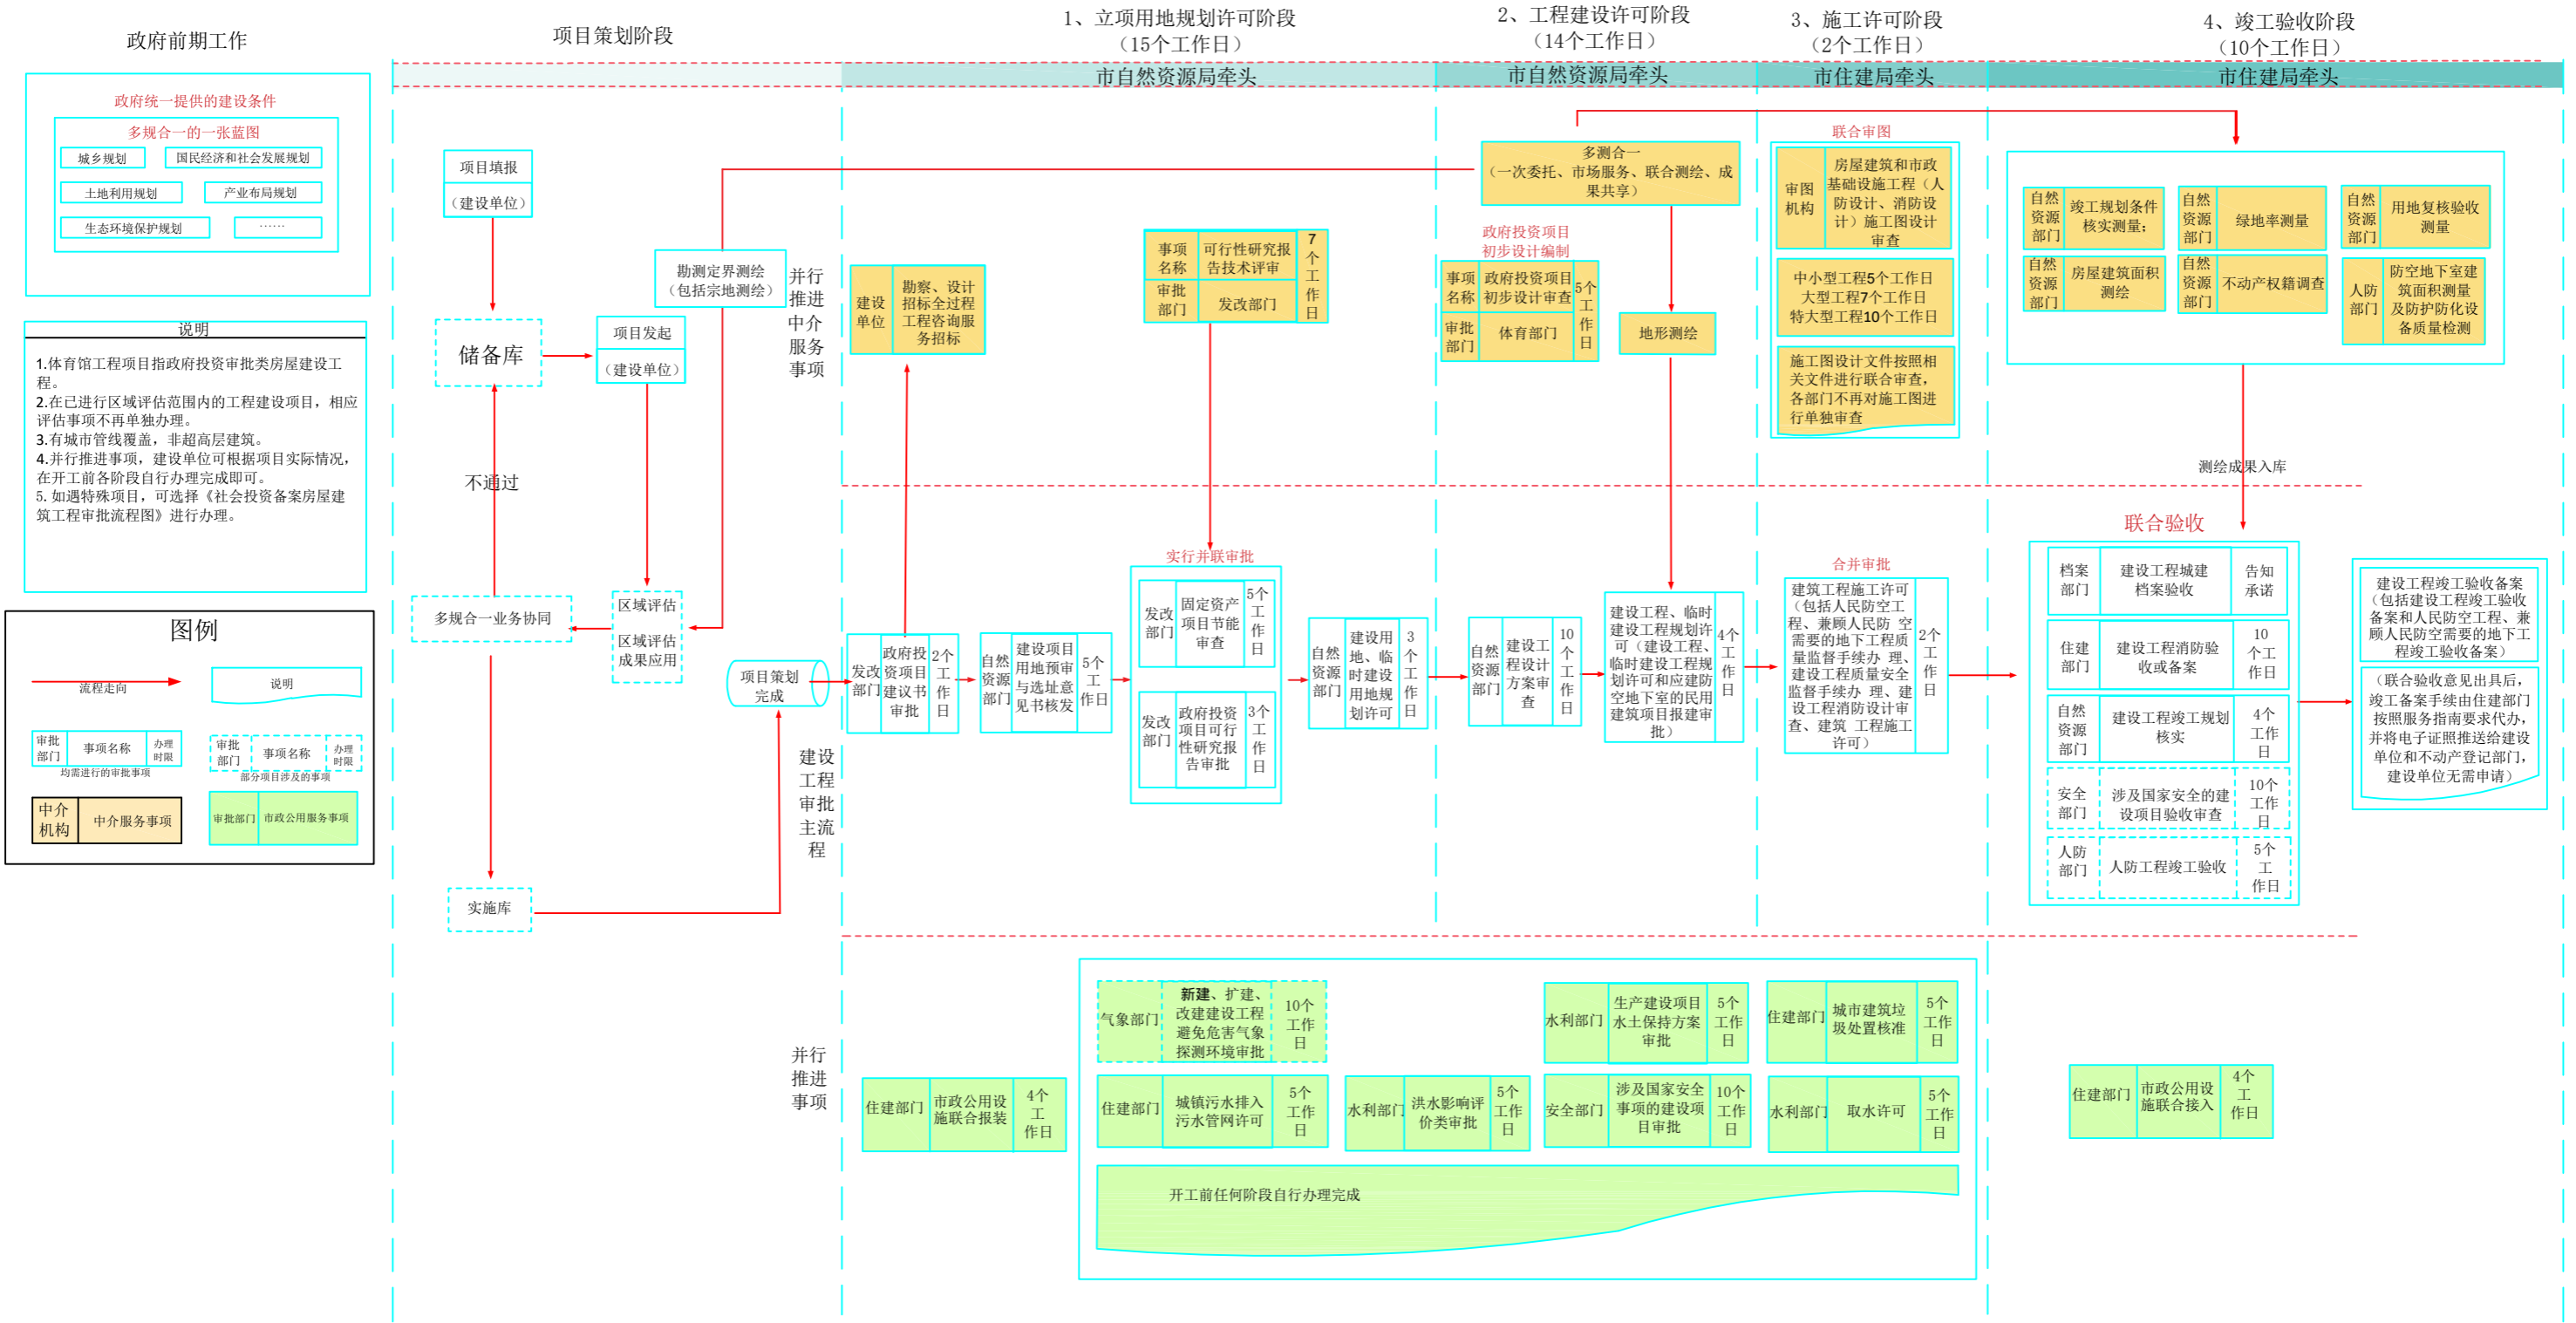 政府前期工作
项目策划阶段
1、立项用地规划许可阶段
（15个工作日）
2、工程建设许可阶段
（14个工作日）
3、施工许可阶段
（2个工作日）
4、竣工验收阶段
（10个工作日）
市自然资源局牵头
市自然资源局牵头
市住建局牵头
市住建局牵头
政府统一提供的建设条件
多规合一的一张蓝图
城乡规划
国民经济和社会发展规划
土地利用规划
产业布局规划
生态环境保护规划
……
说明
1.体育馆工程项目指政府投资审批类房屋建设工
程。
2.在已进行区域评估范围内的工程建设项目，相应
评估事项不再单独办理。
3.有城市管线覆盖，非超高层建筑。
4.并行推进事项，建设单位可根据项目实际情况，
在开工前各阶段自行办理完成即可。
5. 如遇特殊项目，可选择《社会投资备案房屋建
筑工程审批流程图》进行办理。
图例
流程走向
说明
审批
部门
事项名称
办理
时限
均需进行的审批事项
审批
部门
事项名称
办理
时限
部分项目涉及的事项
中介
机构
中介服务事项
审批部门
市政公用服务事项
项目填报
（建设单位）
储备库
项目发起
（建设单位）
勘测定界测绘
（包括宗地测绘）
不通过
多规合一业务协同
区域评估
区域评估
成果应用
实施库
项目策划
完成
并行
推进
中介
服务
事项
建设
单位
勘察、设计
招标全过程
工程咨询服
务招标
事项
名称
可行性研究报
告技术评审
审批
部门
发改部门
7
个
工
作
日
多测合一
（一次委托、市场服务、联合测绘、成
果共享）
政府投资项目
初步设计编制
事项
名称
政府投资项目
初步设计审查
审批
部门
体育部门
5个
工
作
日
地形测绘
联合审图
审图
机构
房屋建筑和市政
基础设施工程（人
防设计、消防设
计）施工图设计
审查
中小型工程5个工作日
大型工程7个工作日
特大型工程10个工作日
施工图设计文件按照相
关文件进行联合审查，
各部门不再对施工图进
行单独审查
自然
资源
部门
竣工规划条件
核实测量；
自然
资源
部门
绿地率测量
自然
资源
部门
用地复核验收
测量
自然
资源
部门
房屋建筑面积
测绘
自然
资源
部门
不动产权籍调查
人防
部门
防空地下室建
筑面积测量
及防护防化设
备质量检测
测绘成果入库
建设
工程
审批
主流
程
发改
部门
政府投
资项目
建议书
审批
2个
工
作
日
自然
资源
部门
建设项目
用地预审
与选址意
见书核发
5个
工
作日
实行并联审批
发改
部门
固定资产
项目节能
审查
5个
工
作
日
发改
部门
政府投资
项目可行
性研究报
告审批
3个
工
作
日
自然
资源
部门
建设用
地、临
时建设
用地规
划许可
3
个
工
作
日
自然
资源
部门
建设工
程设计
方案审
查
10
个
工
作
日
建设工程、临时
建设工程规划许
可（建设工程、
临时建设工程规
划许可和应建防
空地下室的民用
建筑项目报建审
批）
4个
工
作
日
合并审批
建筑工程施工许可
（包括人民防空工
程、兼顾人民防 空
需要的地下工程质
量监督手续办 理、
建设工程质量安全
监督手续办 理、建
设工程消防设计审
查、建筑 工程施工
许可）
2个
工
作
日
联合验收
档案
部门
建设工程城建
档案验收
告知
承诺
住建
部门
建设工程消防验
收或备案
10
个工
作日
自然
资源
部门
建设工程竣工规划
核实
4个
工作
日
安全
部门
涉及国家安全的建
设项目验收审查
10个
工作
日
人防
部门
人防工程竣工验收
5个
工
作日
建设工程竣工验收备案
（包括建设工程竣工验收
备案和人民防空工程、兼
顾人民防空需要的地下工
程竣工验收备案）
（联合验收意见出具后，
竣工备案手续由住建部门
按照服务指南要求代办，
并将电子证照推送给建设
单位和不动产登记部门，
建设单位无需申请）
并行
推进
事项
住建部门
市政公用设
施联合报装
4个
工
作日
气象部门
新建、扩建、
改建建设工程
避免危害气象
探测环境审批
10个
工作
日
水利部门
生产建设项目
水土保持方案
审批
5个
工作
日
住建部门
城市建筑垃
圾处置核准
5个
工作
日
住建部门
城镇污水排入
污水管网许可
5个
工作
日
水利部门
洪水影响评
价类审批
5个
工作
日
安全部门
涉及国家安全
事项的建设项
目审批
10个
工作
日
水利部门
取水许可
5个
工作
日
开工前任何阶段自行办理完成
住建部门
市政公用设
施联合接入
4个
工
作日